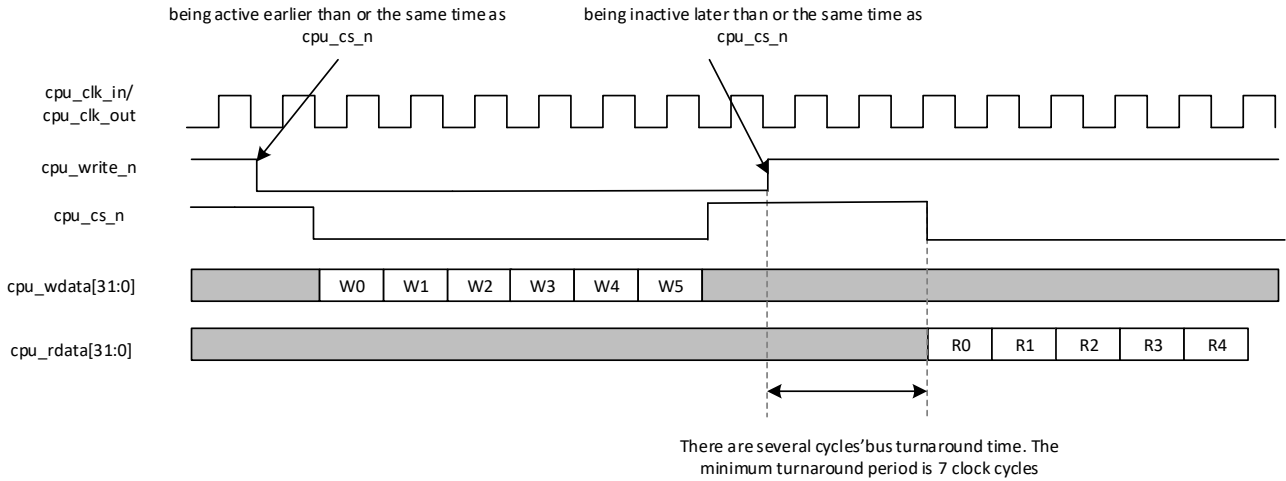 being active earlier than or the same time as
cpu_cs_n
being inactive later than or the same time as
cpu_cs_n
cpu_clk_in/
cpu_clk_out
cpu_write_n
cpu_cs_n
cpu_wdata[31:0]
W0 W1 W2 W3 W4 W5
cpu_rdata[31:0]
R0 R1 R2 R3 R4
There are several cycles'bus turnaround time. The
minimum turnaround period is 7 clock cycles